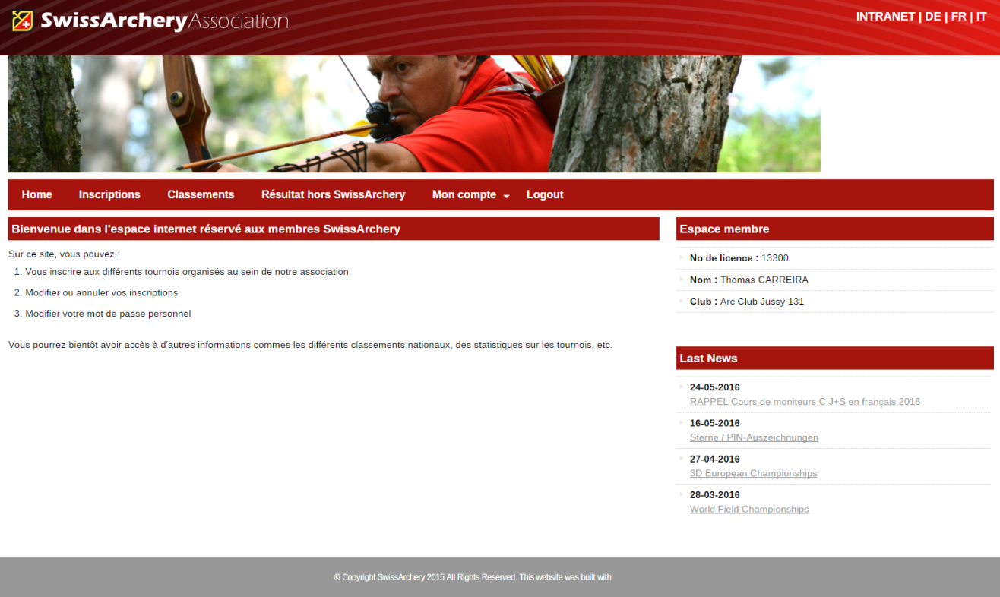 SwissArcheryAssociation
INTRANET | DE | FR | IT
Home Inscriptions Classements Résultat hors SwissArchery Mon compte Logout
Bienvenue dans l'espace internet réservé aux membres SwissArchery
Sur ce site, vous pouvez :
1. Vous inscrire aux différents tournois organisés au sein de notre association
2. Modifier ou annuler vos inscriptions
3. Modifier votre mot de passe personnel
Vous pourrez bientôt avoir accès à d'autres informations commes les différents classements nationaux, des statistiques sur les tournois, etc.
Espace membre
No de licence : 13300
Nom : Thomas CARREIRA
Club : Arc Club Jussy 131
Last News
24-05-2016
RAPPEL Cours de moniteurs C J+S en français 2016
16-05-2016
Sterne / PIN-Auszeichnungen
27-04-2016
3D European Championships
28-03-2016
World Field Championships
© Copyright SwissArchery 2015 All Rights Reserved. This website was built with